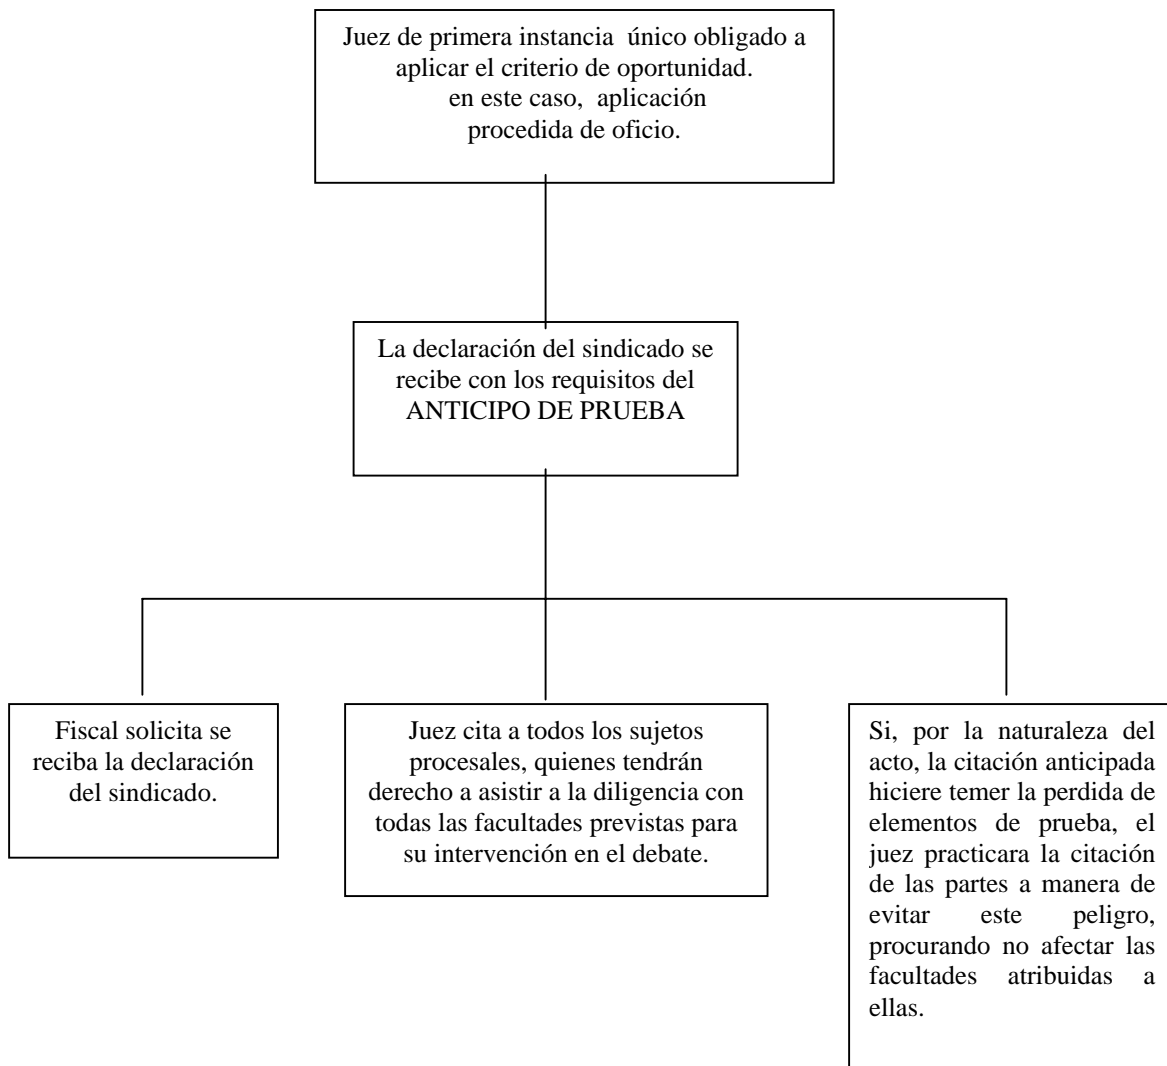 Juez de primera instancia único obligado a
aplicar el criterio de oportunidad.
en este caso, aplicación
procedida de oficio.
La declaración del sindicado se
recibe con los requisitos del
ANTICIPO DE PRUEBA
Fiscal solicita se
reciba la declaración
del sindicado.
Juez cita a todos los sujetos
procesales, quienes tendrán
derecho a asistir a la diligencia con
todas las facultades previstas para
su intervención en el debate.
Si, por la naturaleza del
acto, la citación anticipada
hiciere temer la perdida de
elementos de prueba, el
juez practicara la citación
de las partes a manera de
evitar este peligro,
procurando no afectar las
facultades atribuidas a
ellas.